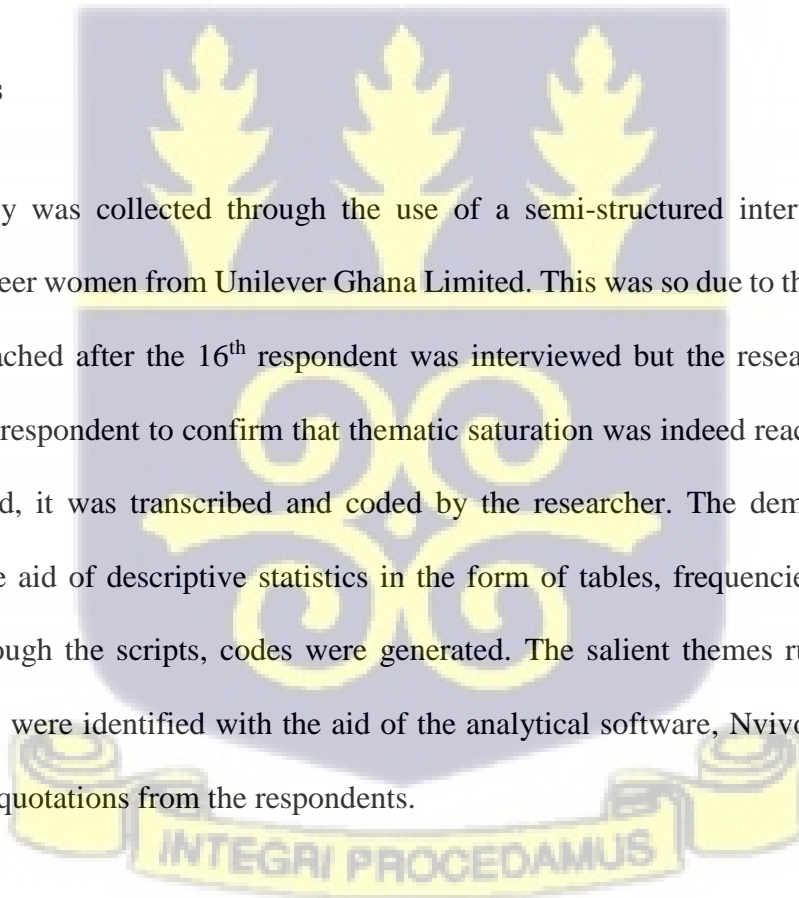 s
y was collected through the use of a semi-structured inter
eer women from Unilever Ghana Limited. This was so due to th
ached after the 16th respondent was interviewed but the resea
respondent to confirm that thematic saturation was indeed reac
d, it was transcribed and coded by the researcher. The dem
e aid of descriptive statistics in the form of tables, frequencie
ough the scripts, codes were generated. The salient themes ru
were identified with the aid of the analytical software, Nvivo
quotations from the respondents.
INTEGRI PROCEDAMUS